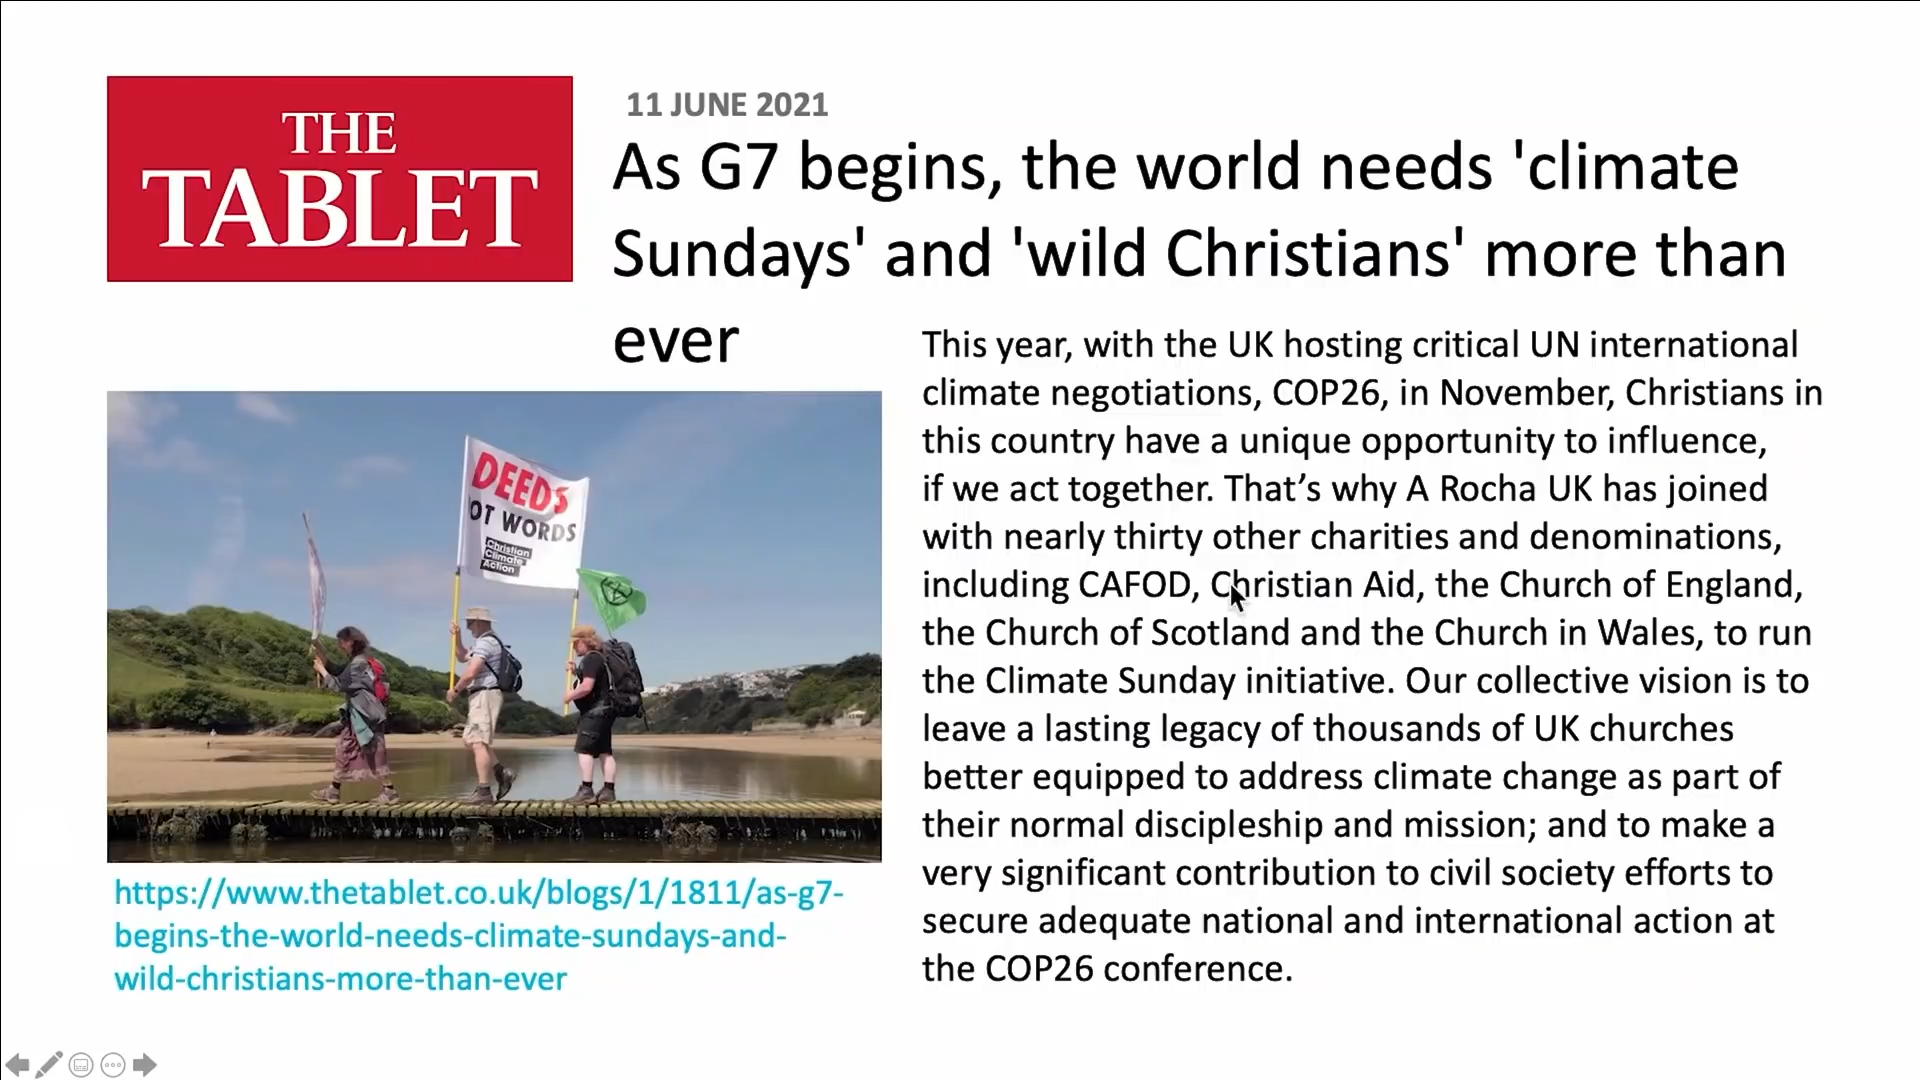 THE
TABLET
11 JUNE 2021
As G7 begins, the world needs 'climate
Sundays' and 'wild Christians' more than
ever
DEEDS
OT WORDS
Christian
Climate
Action
https://www.thetablet.co.uk/blogs/1/1811/as-g7-
begins-the-world-needs-climate-sundays-and-
wild-christians-more-than-ever
This year, with the UK hosting critical UN international
climate negotiations, COP26, in November, Christians in
this country have a unique opportunity to influence,
if we act together. That’s why A Rocha UK has joined
with nearly thirty other charities and denominations,
including CAFOD, Christian Aid, the Church of England,
the Church of Scotland and the Church in Wales, to run
the Climate Sunday initiative. Our collective vision is to
leave a lasting legacy of thousands of UK churches
better equipped to address climate change as part of
their normal discipleship and mission; and to make a
very significant contribution to civil society efforts to
secure adequate national and international action at
the COP26 conference.